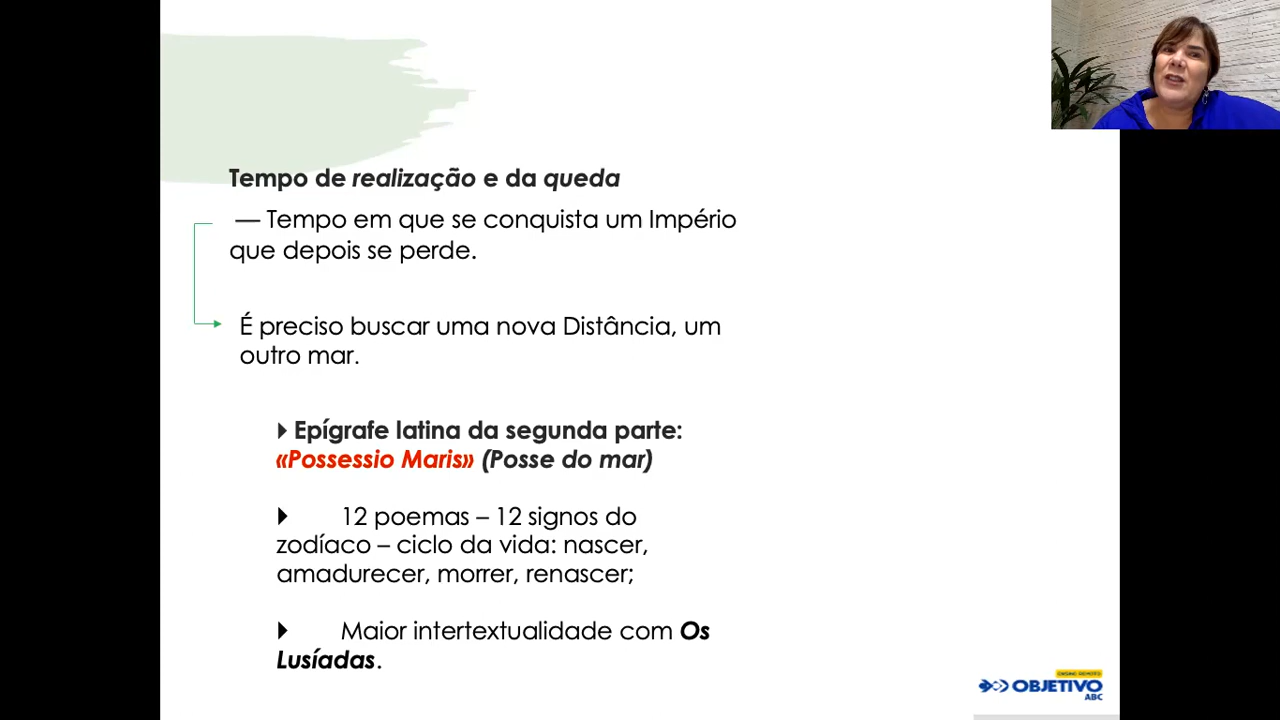 Tempo de realização e da queda
— Tempo em que se conquista um Império
que depois se perde.
É preciso buscar uma nova Distância, um
outro mar.
Epígrafe latina da segunda parte:
«Possessio Maris» (Posse do mar)
12 poemas – 12 signos do
zodíaco – ciclo da vida: nascer,
amadurecer, morrer, renascer;
Maior intertextualidade com Os
Lusíadas.
ENSINO REMOTO
OBJETIVO
ABC